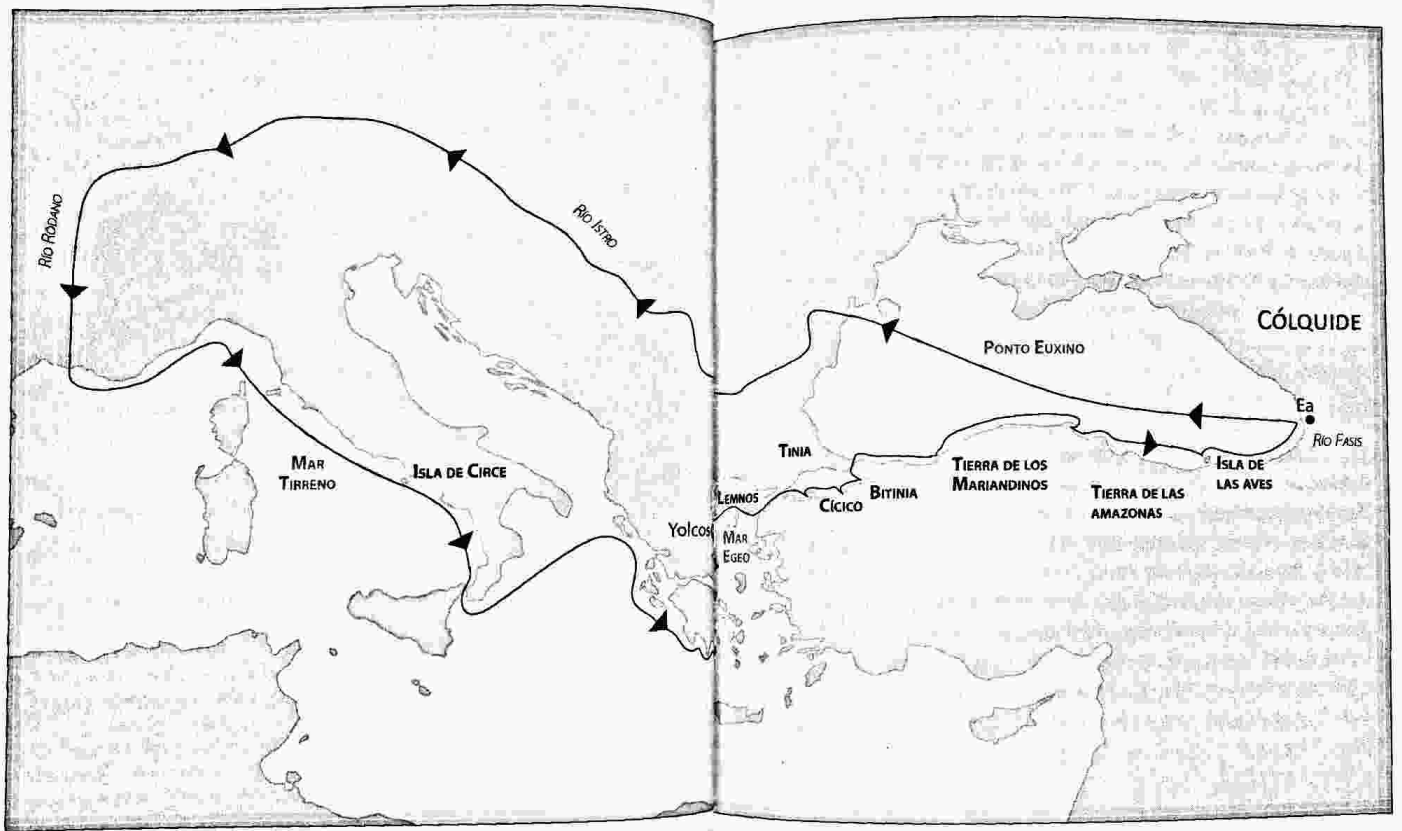 RÍO RÓDANO
RÍO ISTRO
MAR
TIRRENO
ISLA DE CIRCE
YOLCOS
LEMNOS
MAR
EGEO
TINIA
CÍCICO
BITINIA
TIERRA DE LOS
MARIANDINOS
TIERRA DE LAS
AMAZONAS
ISLA DE
LAS AVES
PONTO EUXINO
CÓLQUIDE
Ea
RÍO FASIS